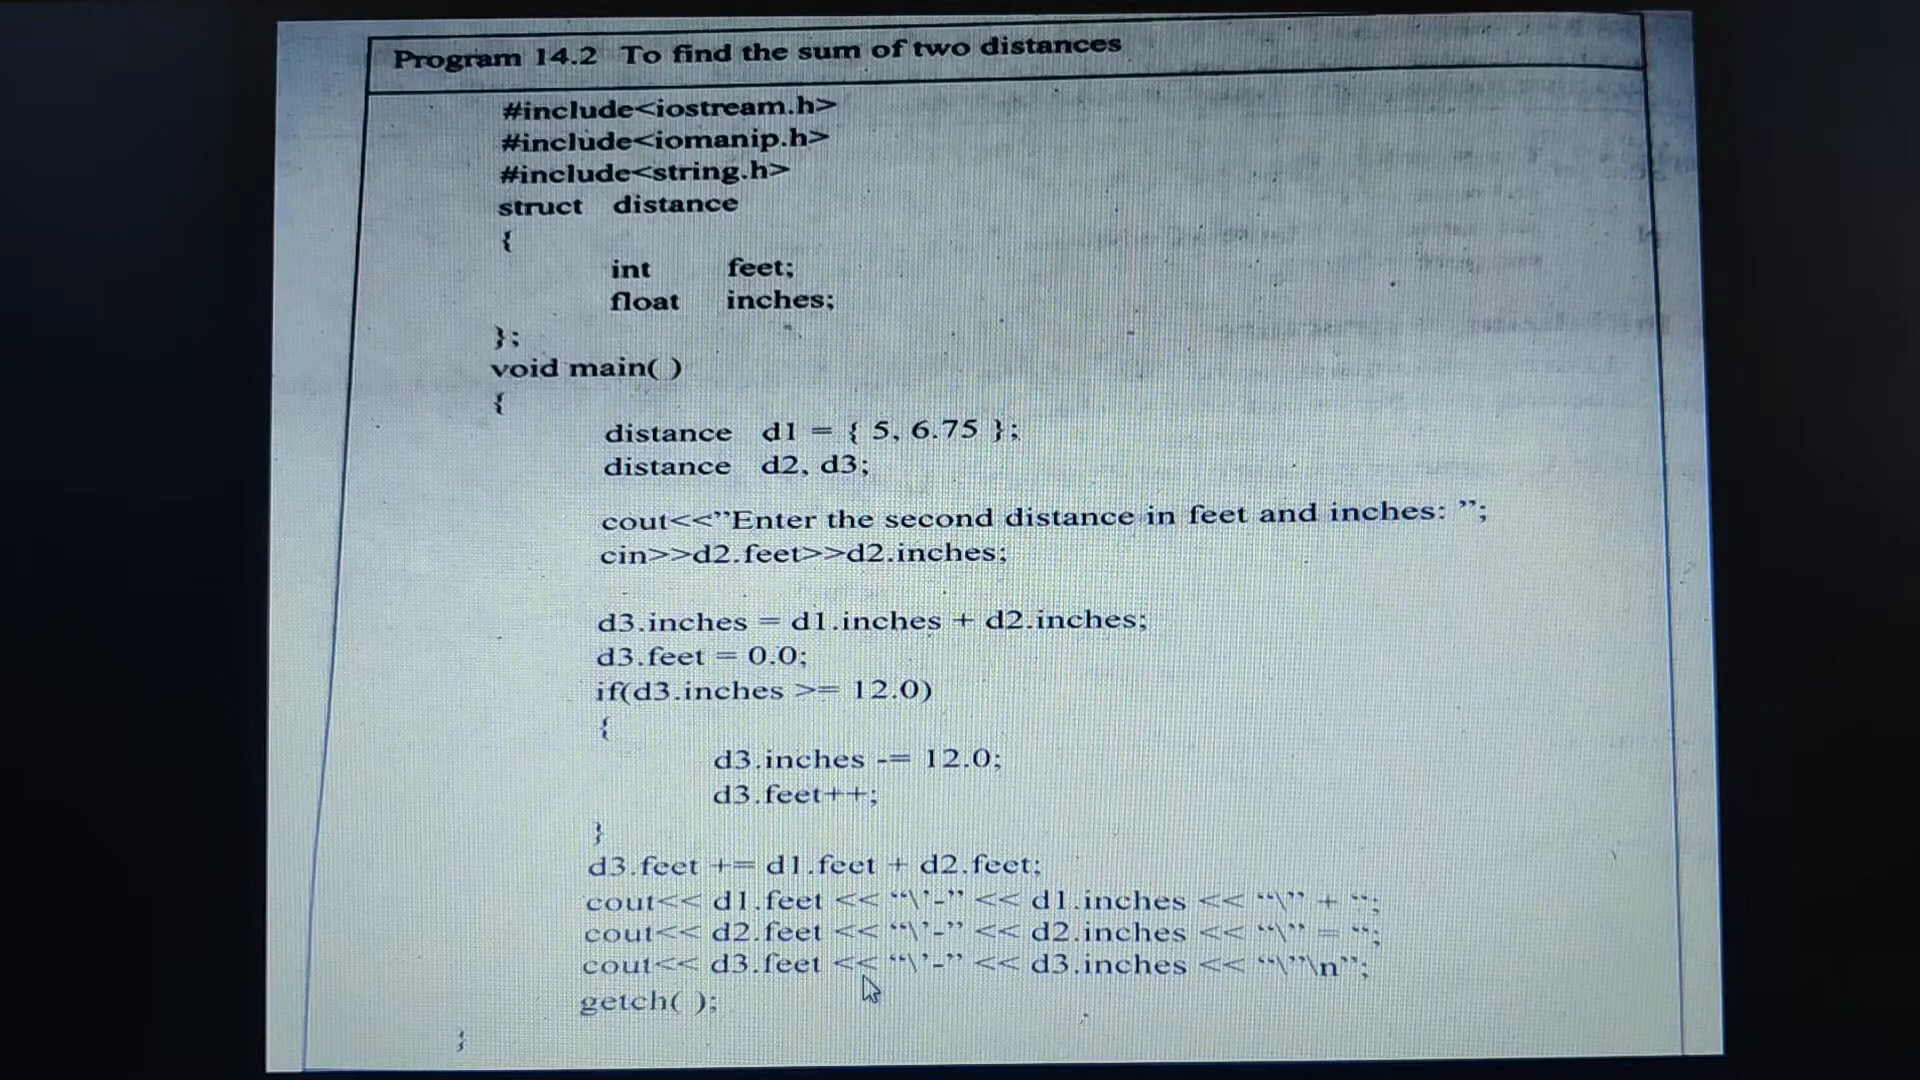 Program 14.2 To find the sum of two distances
#include<iostream.h>
#include<iomanip.h>
#include<string.h>
struct distance
{
int feet;
float inches;
};
void main( )
{
distance d1 = { 5, 6.75 };
distance d2, d3;
cout<<”Enter the second distance in feet and inches: ”;
cin>>d2.feet>>d2.inches;
d3.inches = d1.inches + d2.inches;
d3.feet = 0.0;
if(d3.inches >= 12.0)
{
d3.inches -= 12.0;
d3.feet++;
}
d3.feet += d1.feet + d2.feet;
cout<< d1.feet << “\’-” << d1.inches << “\” + “;
cout<< d2.feet << “\’-” << d2.inches << “\” = “;
cout<< d3.feet << “\’-” << d3.inches << “\”\n”;
getch( );
}